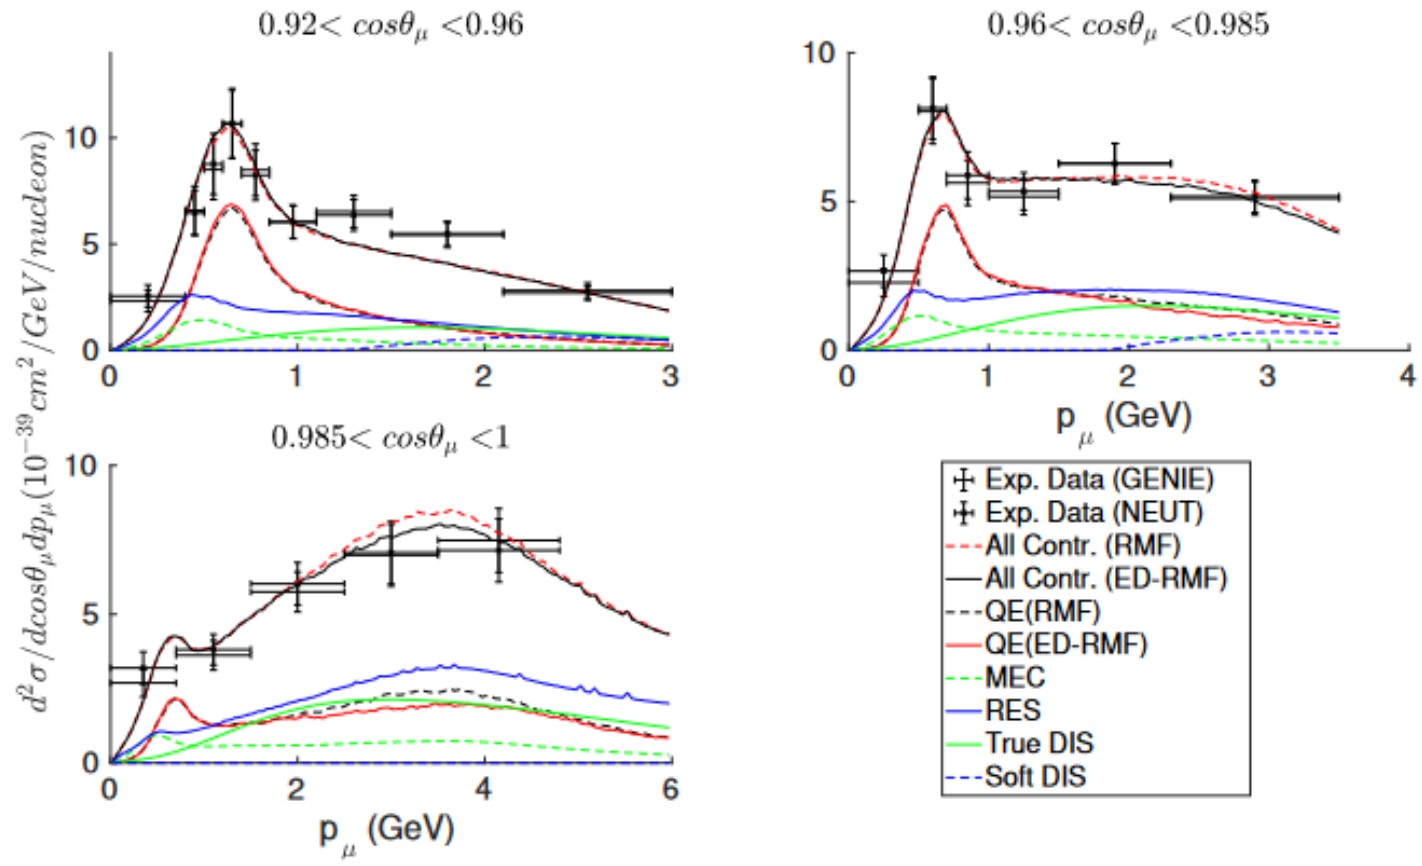 0.92< cosθμ <0.96
0.96< cosθμ <0.985
10
5
0
0 1 2 3
10
5
0
0 1 2 3 4
pμ (GeV)
d²σ/dcosθμdpμ(10⁻³⁹cm²/GeV/nucleon)
0.985< cosθμ <1
10
5
0
0 2 4 6
pμ (GeV)
Exp. Data (GENIE)
Exp. Data (NEUT)
All Contr. (RMF)
All Contr. (ED-RMF)
QE(RMF)
QE(ED-RMF)
MEC
RES
True DIS
Soft DIS